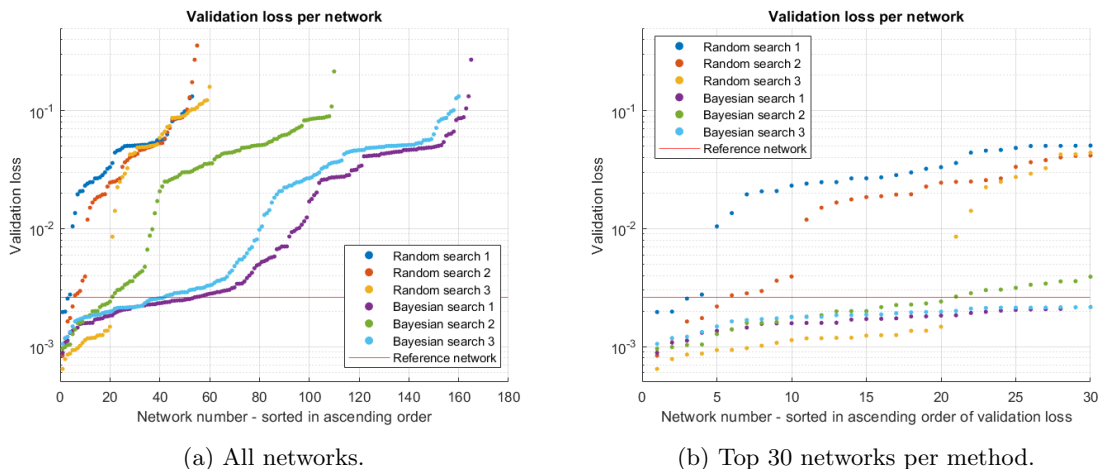 Validation loss per network
Validation loss
10^-1
10^-2
10^-3
0 20 40 60 80 100 120 140 160 180
Network number - sorted in ascending order
Random search 1
Random search 2
Random search 3
Bayesian search 1
Bayesian search 2
Bayesian search 3
Reference network
(a) All networks.
Validation loss per network
Validation loss
10^-1
10^-2
10^-3
0 5 10 15 20 25 30
Network number - sorted in ascending order of validation loss
Random search 1
Random search 2
Random search 3
Bayesian search 1
Bayesian search 2
Bayesian search 3
Reference network
(b) Top 30 networks per method.